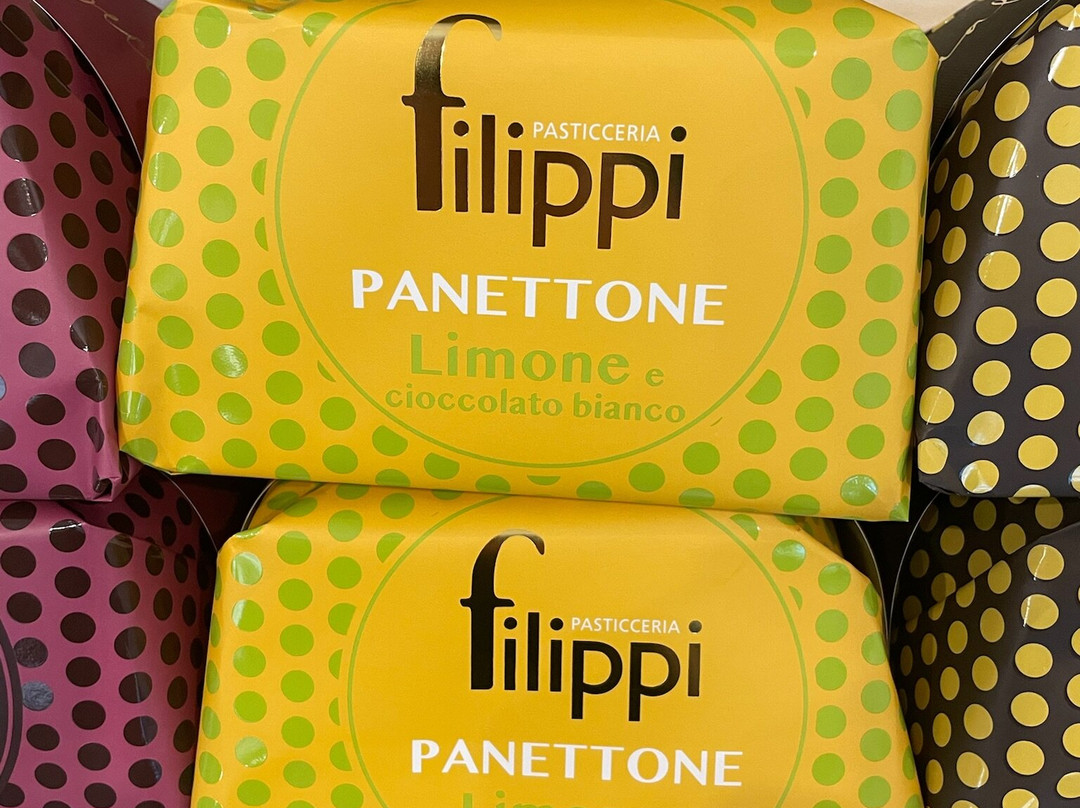 filippi
PASTICCERIA
PANETTONE
Limone e
cioccolato bianco
filippi
PASTICCERIA
PANETTONE